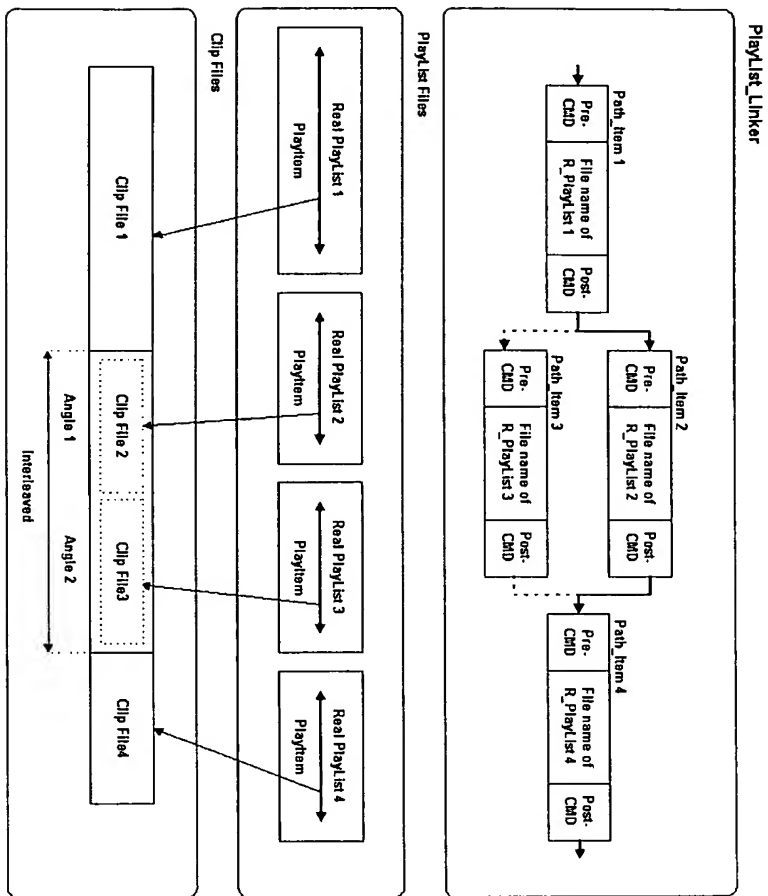 PlayList_Linker
Path_Item 1
Pre-
CMD
File name of
R_PlayList 1
Post-
CMD
Path_Item 2
Pre-
CMD
File name of
R_PlayList 2
Post-
CMD
Path_Item 3
Pre-
CMD
File name of
R_PlayList 3
Post-
CMD
Path_Item 4
Pre-
CMD
File name of
R_PlayList 4
Post-
CMD
PlayList Files
Real PlayList 1
PlayItem
Real PlayList 2
PlayItem
Real PlayList 3
PlayItem
Real PlayList 4
PlayItem
Clip Files
Clip File 1
Clip File 2
Clip File3
Clip File4
Angle 1
Angle 2
Interleaved